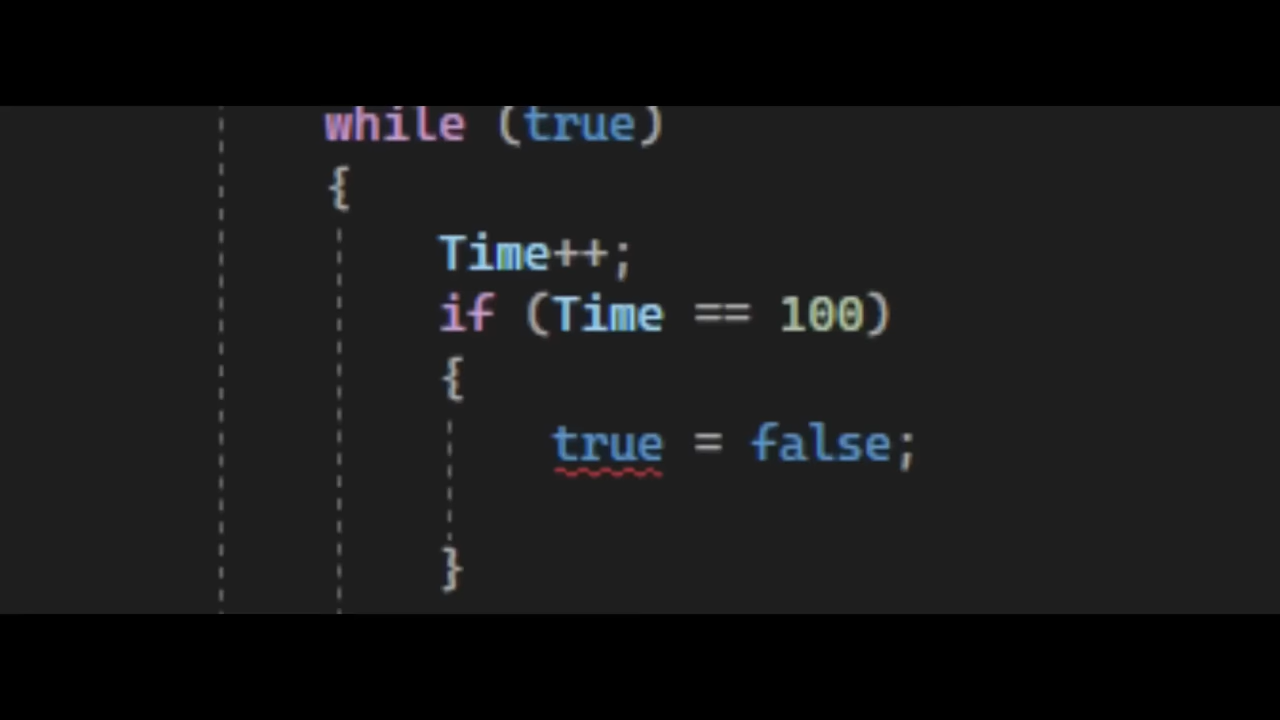 while (true)
{
Time++;
if (Time == 100)
{
true = false;
}